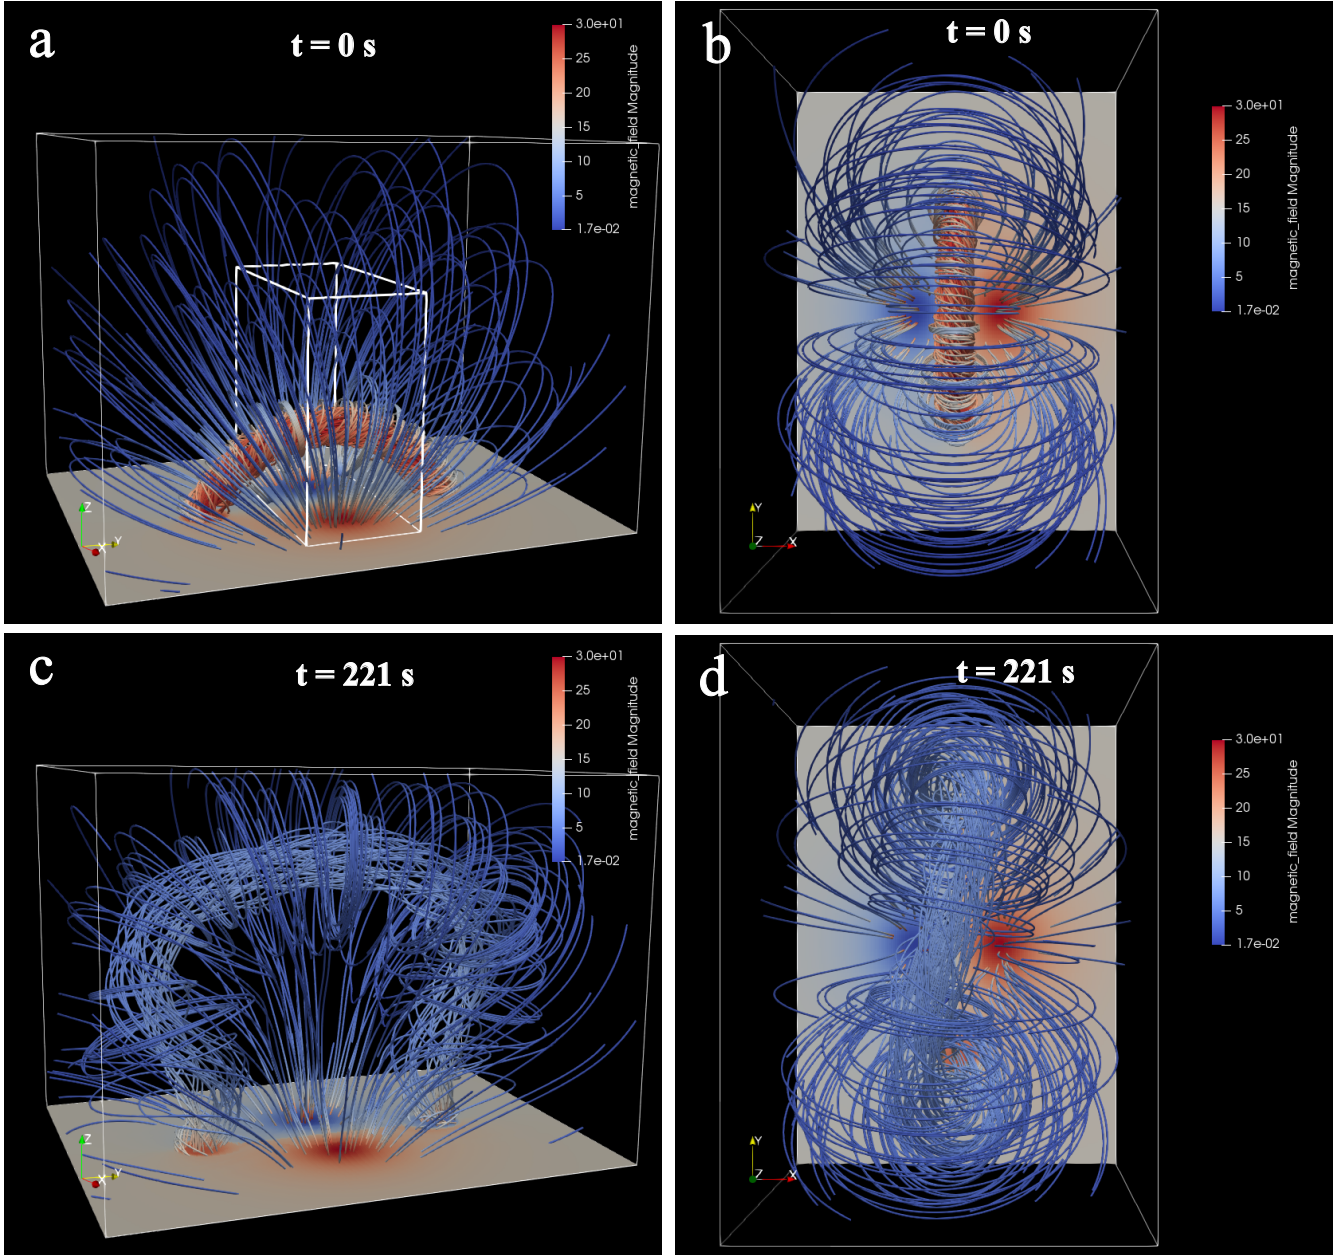 a
t = 0 s
3.0e+01
25
20
15
10
5
1.7e-02
magnetic_field Magnitude
Z
X
Y
b
t = 0 s
3.0e+01
25
20
15
10
5
1.7e-02
magnetic_field Magnitude
Y
Z
X
c
t = 221 s
3.0e+01
25
20
15
10
5
1.7e-02
magnetic_field Magnitude
Z
X
Y
d
t = 221 s
3.0e+01
25
20
15
10
5
1.7e-02
magnetic_field Magnitude
Y
Z
X